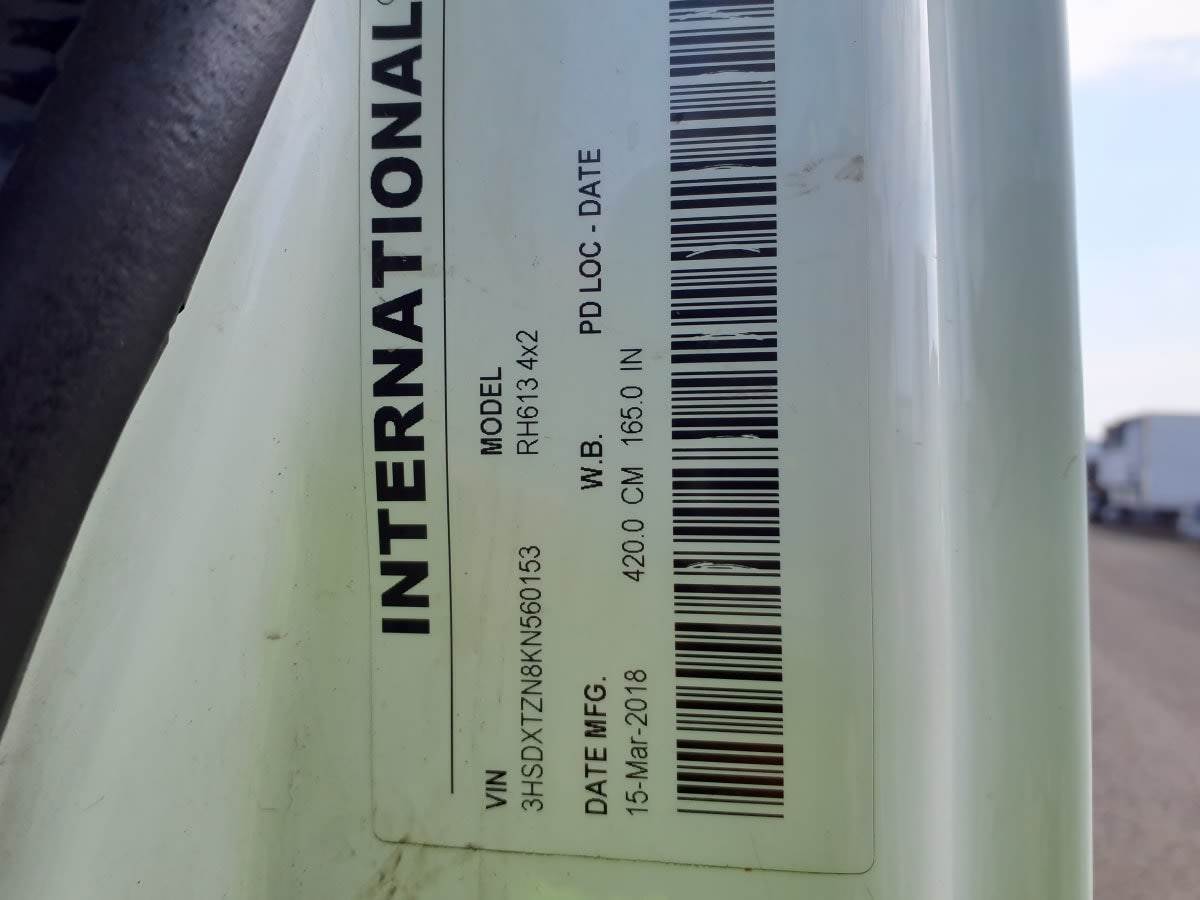 INTERNATIONAL
VIN MODEL
3HSDXTZN8KN560153 RH613 4x2
DATE MFG. W.B. PD LOC - DATE
15-Mar-2018 420.0 CM 165.0 IN